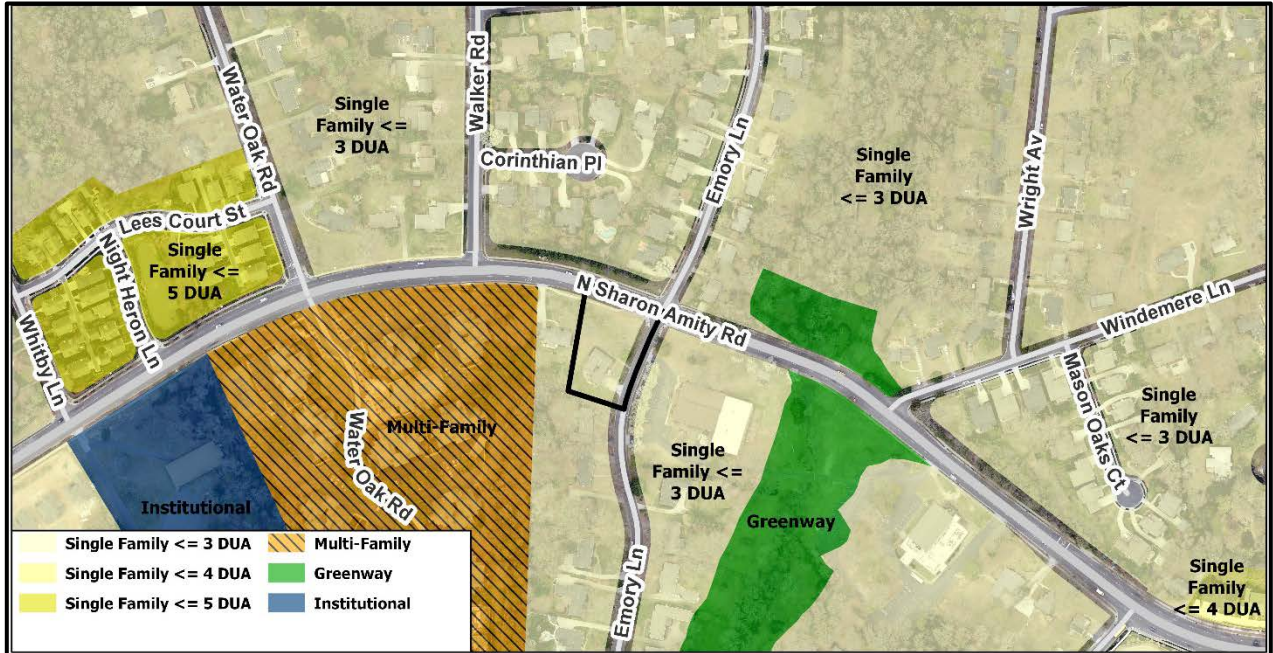 Water Oak Rd
Single
Family <=
3 DUA
Walker Rd
Corinthian Pl
Emory Ln
Single
Family
<= 3 DUA
Wright Av
Lees Court St
Night Heron Ln
Single
Family <=
5 DUA
Whitby Ln
N Sharon Amity Rd
Windemere Ln
Mason Oaks Ct
Single
Family
<= 3 DUA
Multi-Family
Water Oak Rd
Single
Family <=
3 DUA
Institutional
Greenway
Emory Ln
Single
Family
<= 4 DUA
Single Family <= 3 DUA
Single Family <= 4 DUA
Single Family <= 5 DUA
Multi-Family
Greenway
Institutional